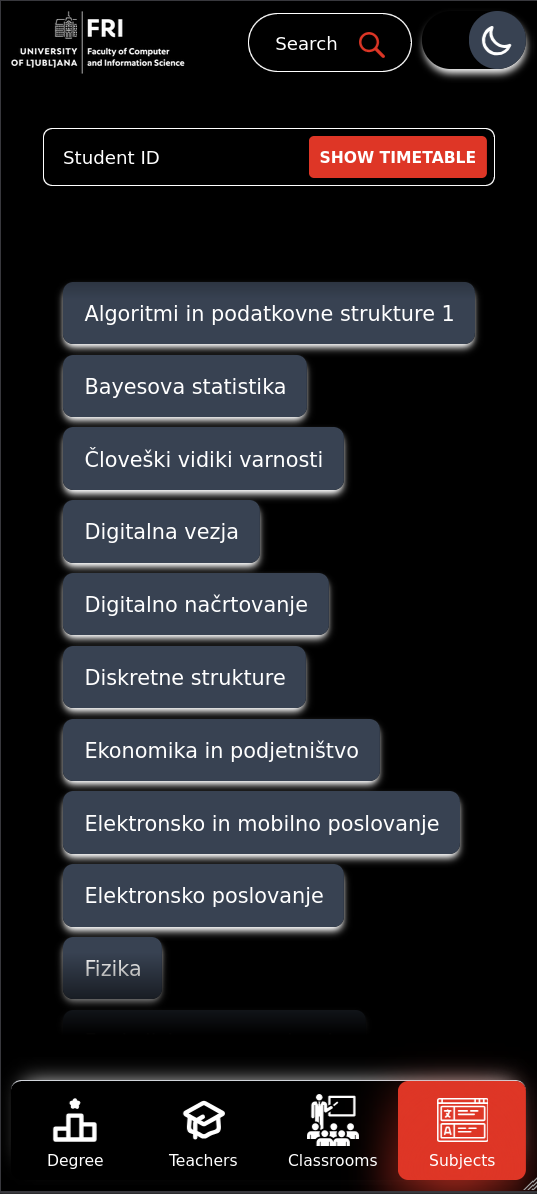 FRI
UNIVERSITY
OF LJUBLJANA
Faculty of Computer
and Information Science
Search
Student ID
SHOW TIMETABLE
Algoritmi in podatkovne strukture 1
Bayesova statistika
Človeški vidiki varnosti
Digitalna vezja
Digitalno načrtovanje
Diskretne strukture
Ekonomika in podjetništvo
Elektronsko in mobilno poslovanje
Elektronsko poslovanje
Fizika
Degree
Teachers
Classrooms
Subjects